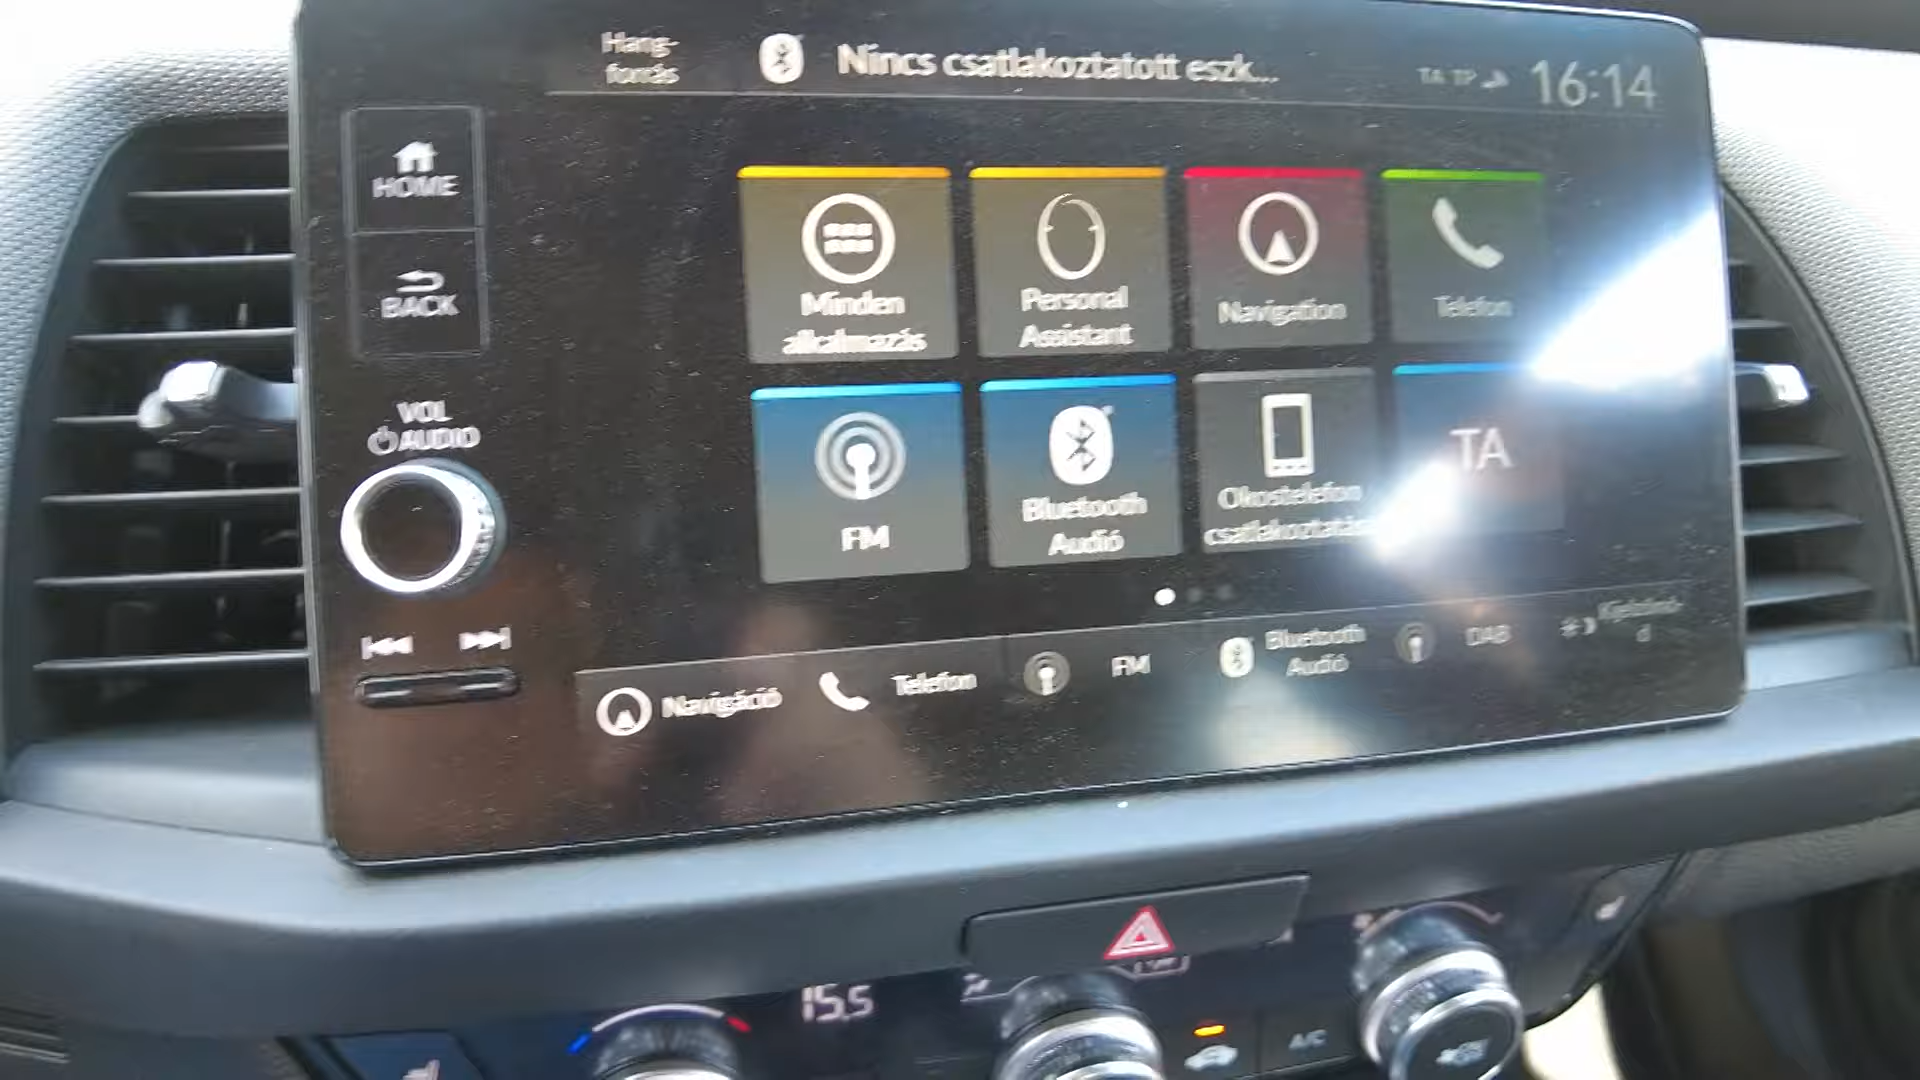 Hang-
forrás
Nincs csatlakoztatott eszk...
TA TP
16:14
HOME
BACK
VOL
AUDIO
Minden
alkalmazás
Personal
Assistant
Navigation
Telefon
FM
Bluetooth
Audió
Okostelefon
csatlakoztatás
TA
Navigáció
Telefon
FM
Bluetooth
Audió
DAB
15.5
A/C